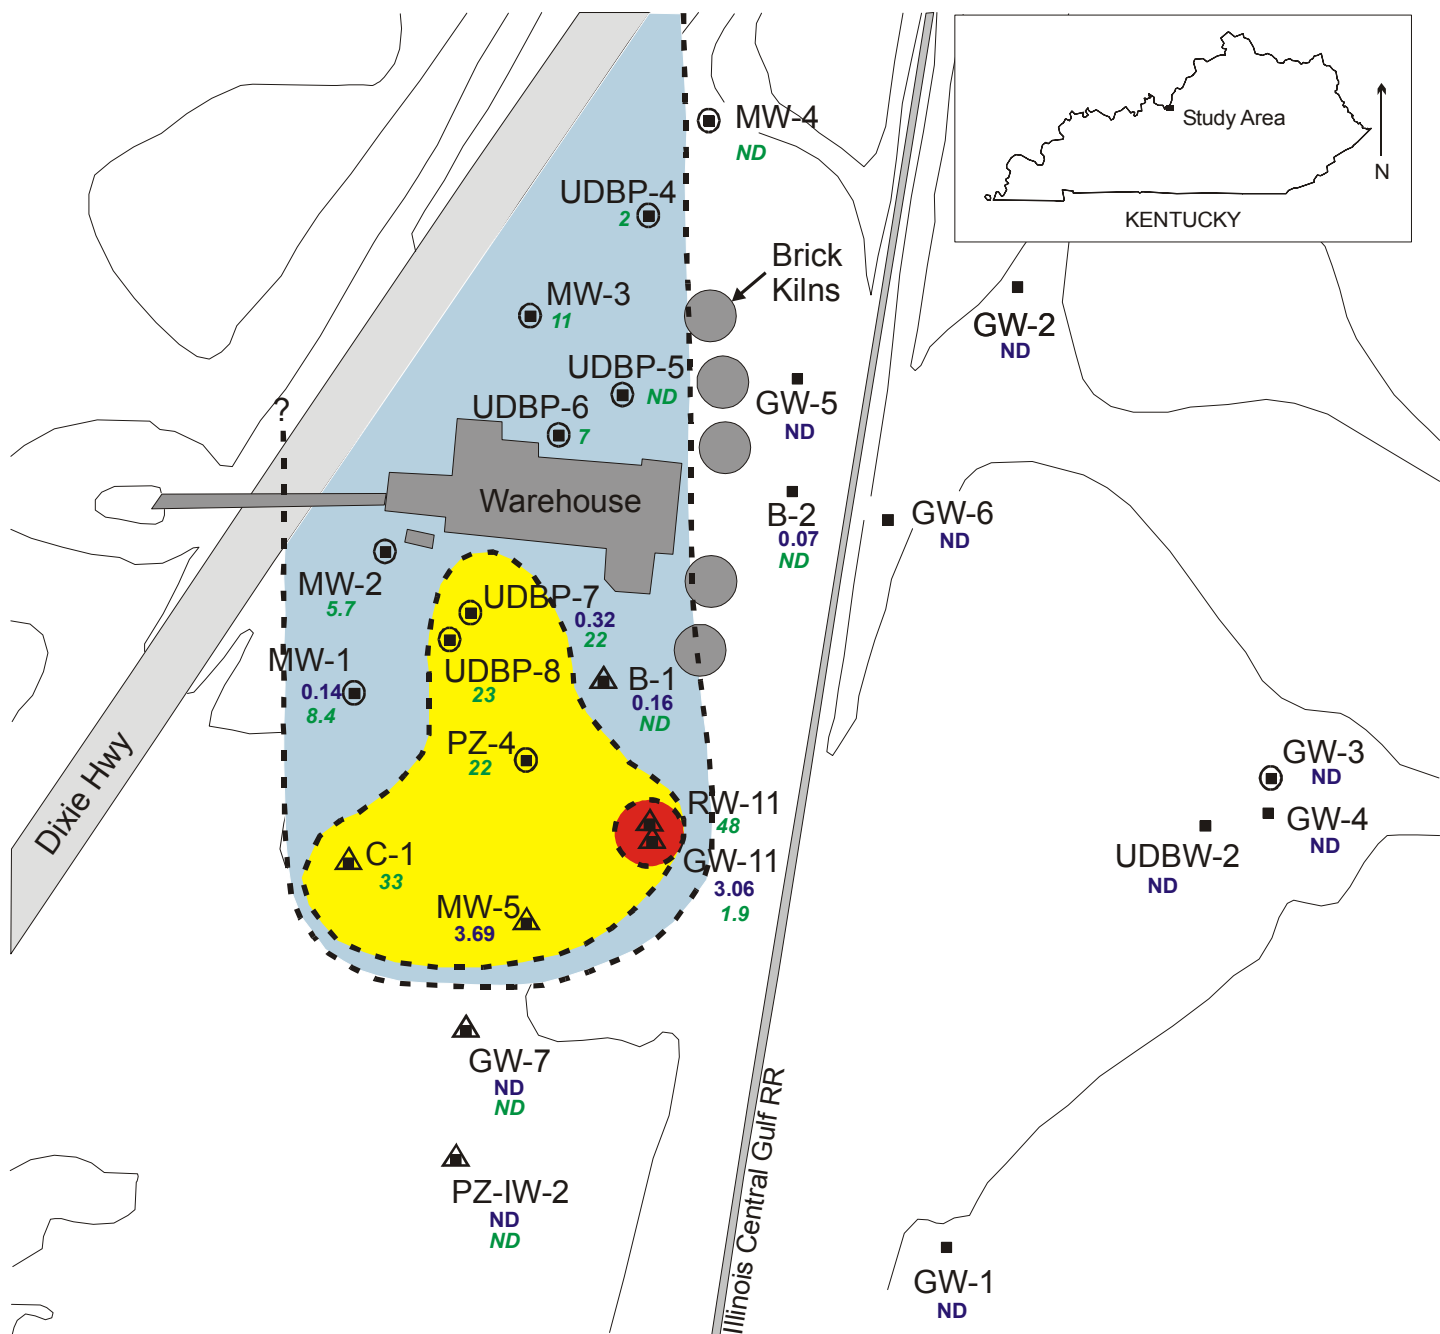 MW-4
ND
Study Area
N
KENTUCKY
UDBP-4
2
Brick
Kilns
MW-3
11
GW-2
ND
UDBP-5
ND
GW-5
ND
?
UDBP-6
7
Warehouse
B-2
0.07
ND
GW-6
ND
MW-2
5.7
UDBP-7
0.32
22
MW-1
0.14
8.4
UDBP-8
23
B-1
0.16
ND
PZ-4
22
Dixie Hwy
GW-3
ND
RW-11
48
GW-4
ND
C-1
33
GW-11
3.06
1.9
UDBW-2
ND
MW-5
3.69
GW-7
ND
ND
Illinois Central Gulf RR
PZ-IW-2
ND
ND
GW-1
ND